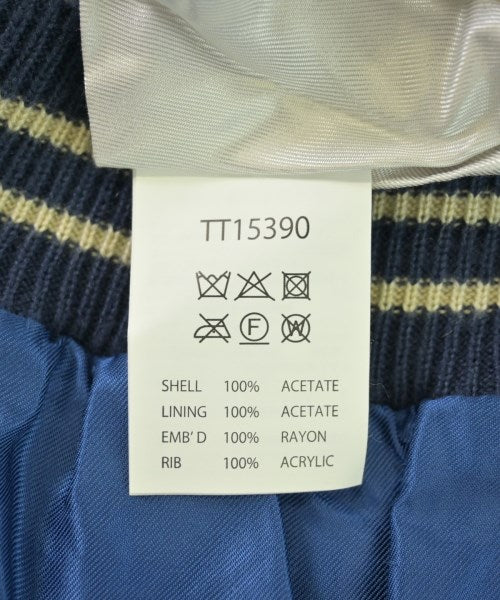 TT15390
F W
SHELL 100% ACETATE
LINING 100% ACETATE
EMB' D 100% RAYON
RIB 100% ACRYLIC